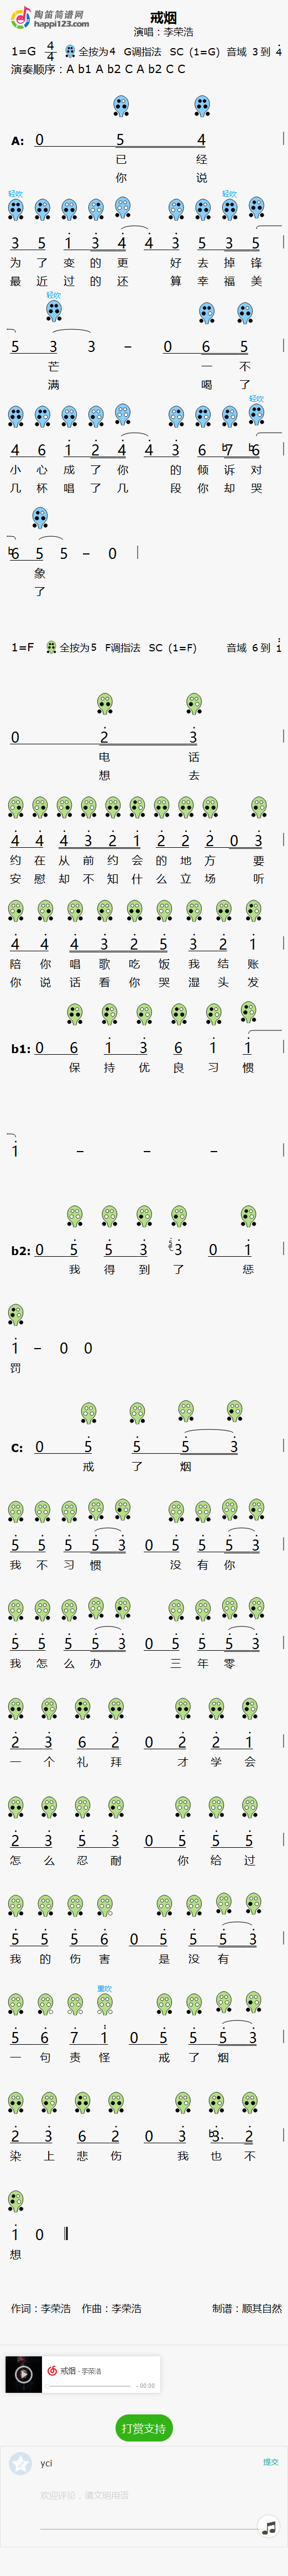 陶笛简谱网
happi123.com
戒烟
演唱：李荣浩
1=G 4/4 全按为4 G调指法 SC (1=G) 音域 3 到 4
演奏顺序：A b1 A b2 C A b2 C C
A: 0 5 4
已 经
你 说
轻吹 轻吹
3 5 1 3 4 4 3 5 3 5
为 了 变 的 更 好 去 掉 锋
最 近 过 的 还 算 幸 福 美
轻吹
5 3 3 - 0 6 5
芒 一 不
满 喝 了
轻吹
4 6 1 2 4 4 3 6 b7 b6
小 心 成 了 你 的 倾 诉 对
几 杯 唱 了 几 段 你 却 哭
b6 5 5 - 0
象
了
1=F 全按为5 F调指法 SC (1=F) 音域 6 到 1
0 2 3
电 话
想 去
4 4 4 3 2 1 2 2 2 0 3
约 在 从 前 约 会 的 地 方 要
安 慰 却 不 知 什 么 立 场 听
4 4 4 3 2 5 3 2 1
陪 你 唱 歌 吃 饭 我 结 账
你 说 话 看 你 哭 湿 头 发
b1: 0 6 1 3 6 1 1
保 持 优 良 习 惯
1 - - -
b2: 0 5 5 3 3 0 1
我 得 到 了 惩
1 - 0 0
罚
C: 0 5 5 5 3
戒 了 烟
5 5 5 5 3 0 5 5 5 3
我 不 习 惯 没 有 你
5 5 5 5 3 0 5 5 5 3
我 怎 么 办 三 年 零
2 3 6 2 0 2 2 1
一 个 礼 拜 才 学 会
2 3 5 3 0 5 5 5
怎 么 忍 耐 你 给 过
5 5 5 6 0 5 5 5 3
我 的 伤 害 是 没 有
重吹
5 6 7 1 0 5 5 5 3
一 句 责 怪 戒 了 烟
2 3 6 2 0 3 b3. 2
染 上 悲 伤 我 也 不
1 0
想
作词：李荣浩 作曲：李荣浩 制谱：顺其自然
戒烟 - 李荣浩
- 00:00
打赏支持
yci 提交
欢迎评论，请文明用语